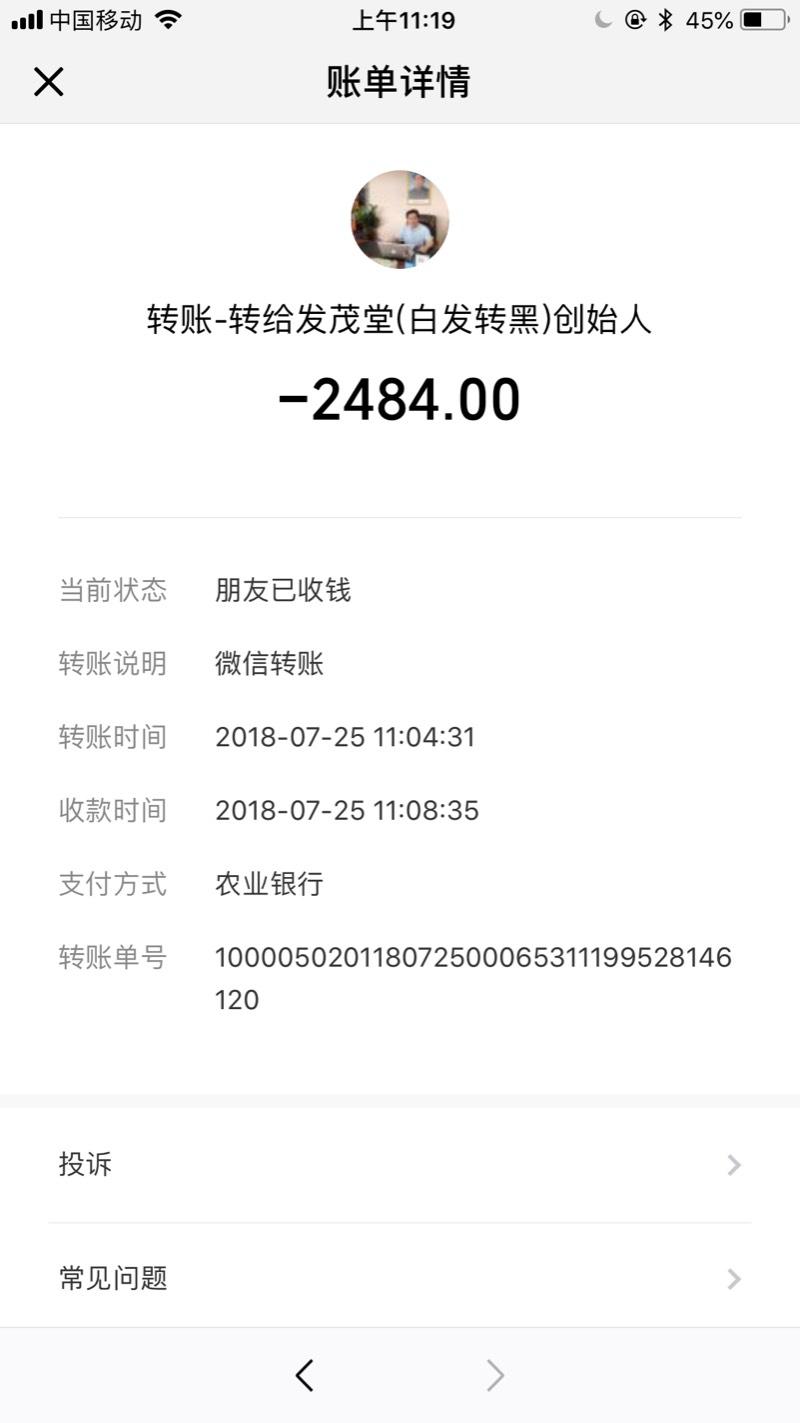 中国移动 上午11:19 45%
账单详情
转账-转给发茂堂(白发转黑)创始人
-2484.00
当前状态 朋友已收钱
转账说明 微信转账
转账时间 2018-07-25 11:04:31
收款时间 2018-07-25 11:08:35
支付方式 农业银行
转账单号 100005020118072500065311199528146
120
投诉
常见问题